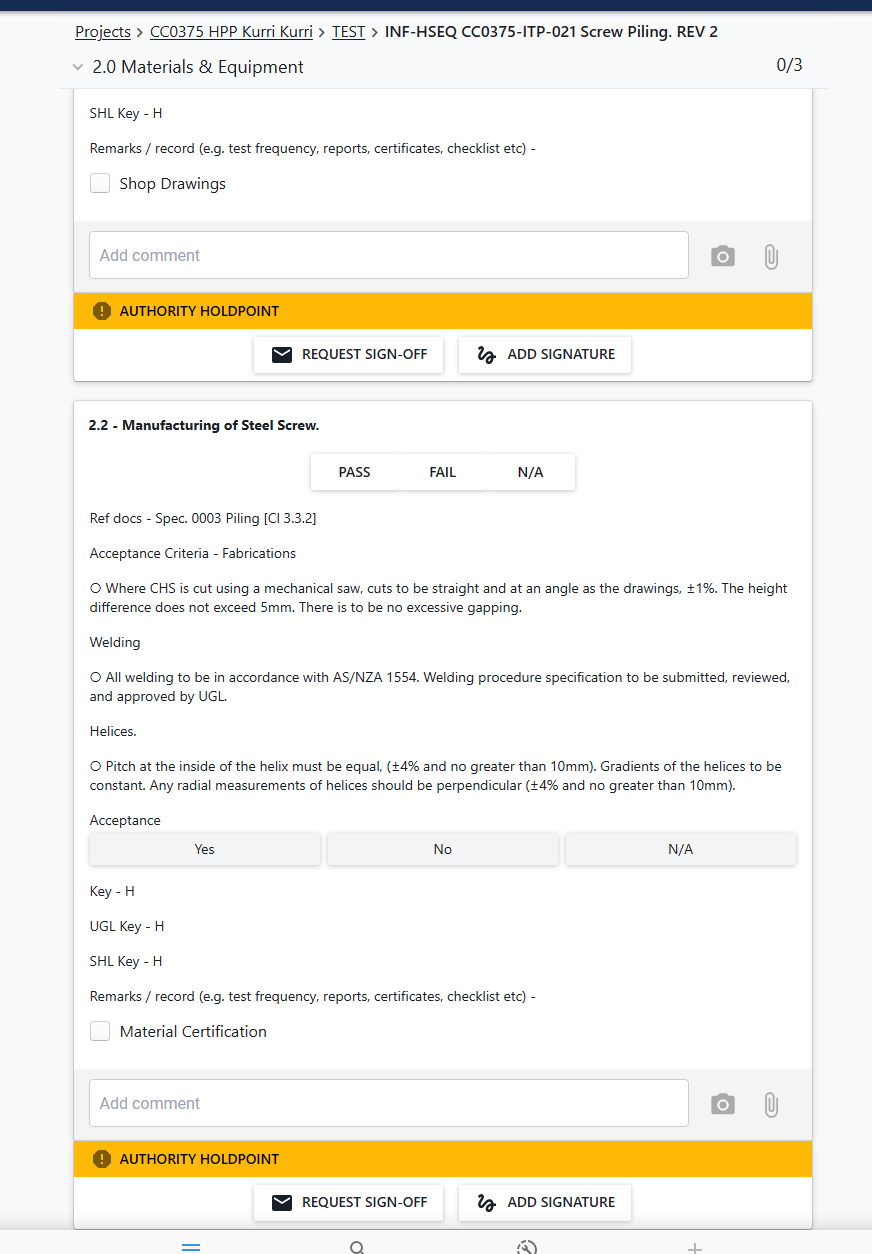 Projects > CC0375 HPP Kurri Kurri > TEST > INF-HSEQ CC0375-ITP-021 Screw Piling. REV 2
2.0 Materials & Equipment 0/3
SHL Key - H
Remarks / record (e.g. test frequency, reports, certificates, checklist etc) -
Shop Drawings
Add comment
AUTHORITY HOLDPOINT
REQUEST SIGN-OFF ADD SIGNATURE
2.2 - Manufacturing of Steel Screw.
PASS FAIL N/A
Ref docs - Spec. 0003 Piling [Cl 3.3.2]
Acceptance Criteria - Fabrications
O Where CHS is cut using a mechanical saw, cuts to be straight and at an angle as the drawings, ±1%. The height
difference does not exceed 5mm. There is to be no excessive gapping.
Welding
O All welding to be in accordance with AS/NZA 1554. Welding procedure specification to be submitted, reviewed,
and approved by UGL.
Helices.
O Pitch at the inside of the helix must be equal, (±4% and no greater than 10mm). Gradients of the helices to be
constant. Any radial measurements of helices should be perpendicular (±4% and no greater than 10mm).
Acceptance
Yes No N/A
Key - H
UGL Key - H
SHL Key - H
Remarks / record (e.g. test frequency, reports, certificates, checklist etc) -
Material Certification
Add comment
AUTHORITY HOLDPOINT
REQUEST SIGN-OFF ADD SIGNATURE